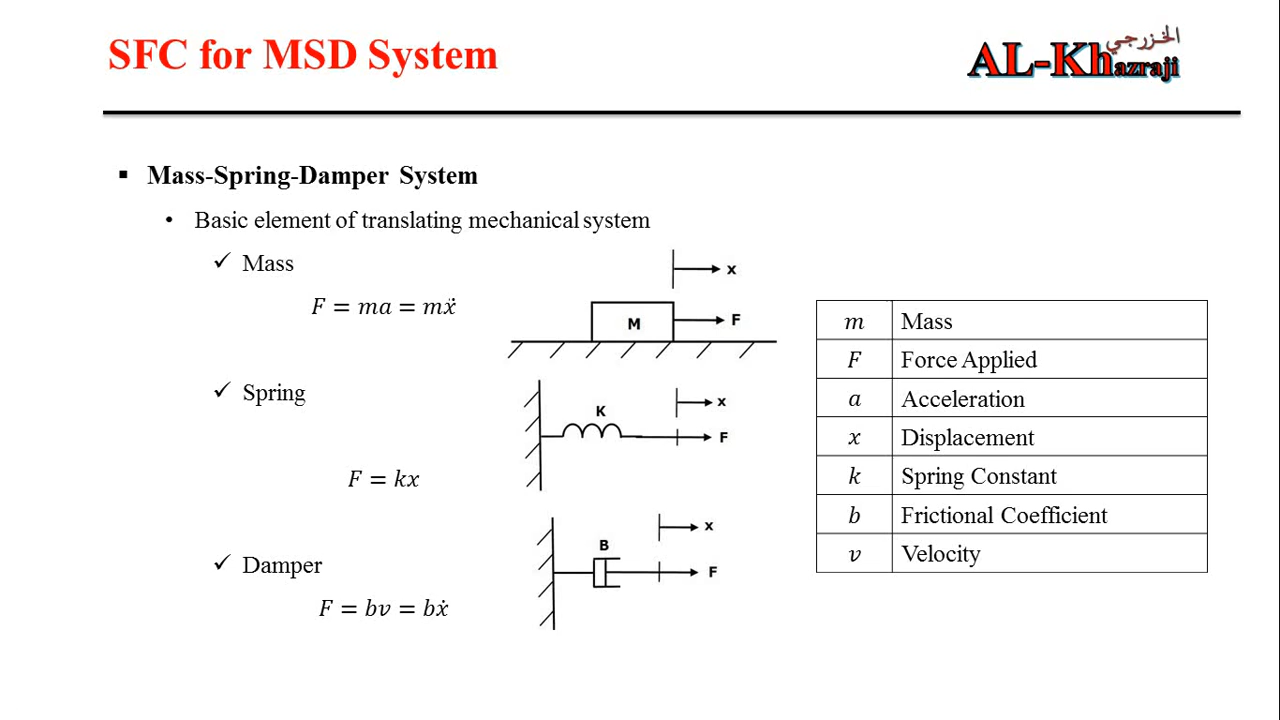 SFC for MSD System
الخزرجي
AL-Khazraji
▪ Mass-Spring-Damper System
• Basic element of translating mechanical system
✓ Mass
F = ma = mẍ
x
M
F
✓ Spring
K
x
F
F = kx
✓ Damper
B
x
F
F = bv = bẋ
m Mass
F Force Applied
a Acceleration
x Displacement
k Spring Constant
b Frictional Coefficient
v Velocity